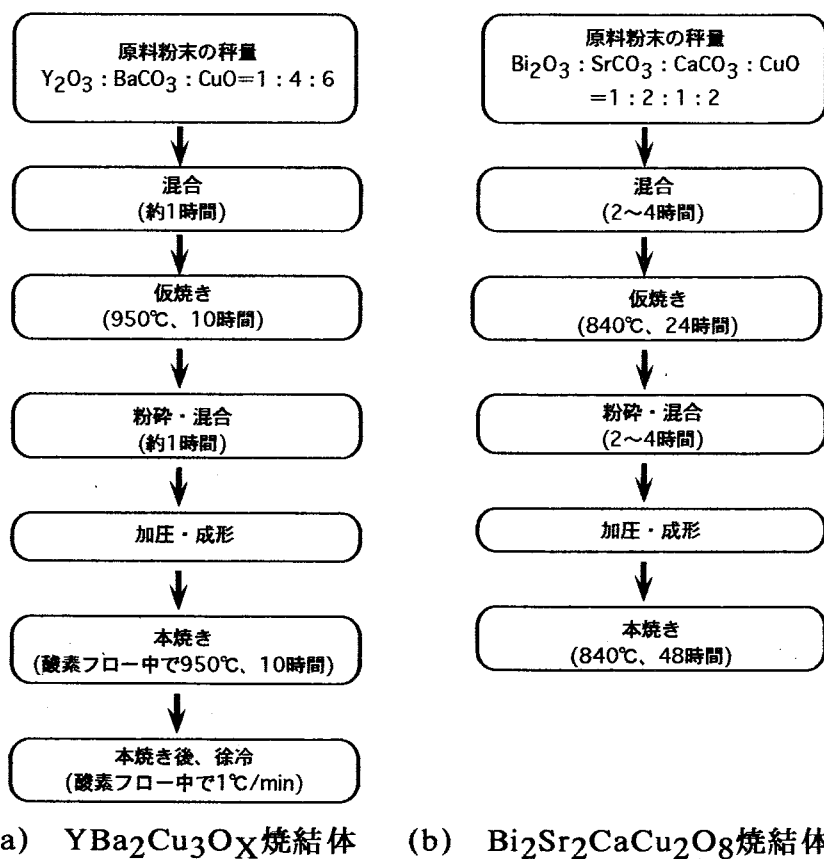 原料粉末の秤量
Y2O3 : BaCO3 : CuO=1 : 4 : 6
混合
(約1時間)
仮焼き
(950℃、10時間)
粉砕・混合
(約1時間)
加圧・成形
本焼き
(酸素フロー中で950℃、10時間)
本焼き後、徐冷
(酸素フロー中で1℃/min)
a) YBa2Cu3OX焼結体
原料粉末の秤量
Bi2O3 : SrCO3 : CaCO3 : CuO
=1 : 2 : 1 : 2
混合
(2〜4時間)
仮焼き
(840℃、24時間)
粉砕・混合
(2〜4時間)
加圧・成形
本焼き
(840℃、48時間)
(b) Bi2Sr2CaCu2O8焼結体